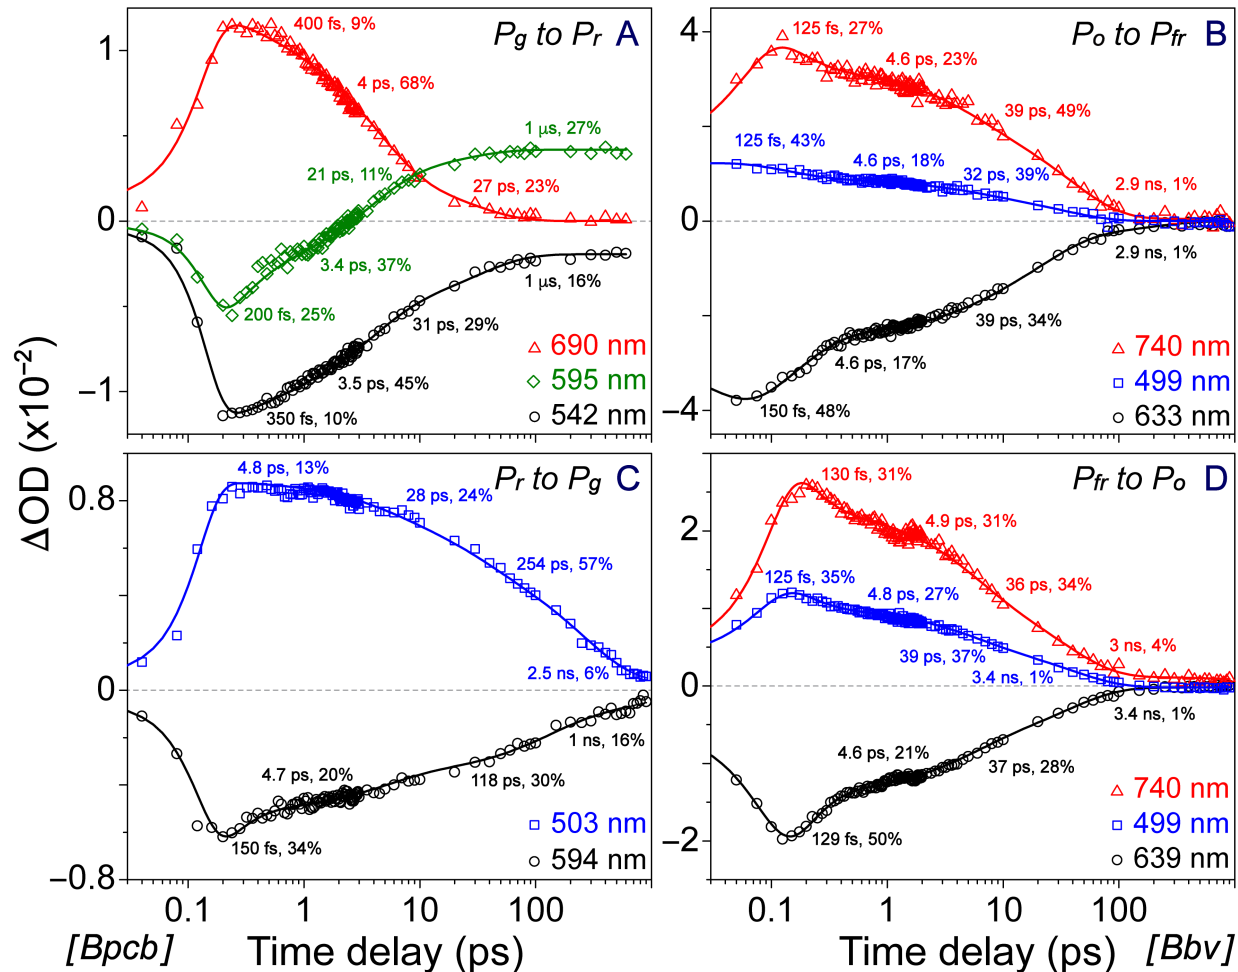 ΔOD (x10⁻²)
P_g to P_r A
1
0
−1
400 fs, 9%
4 ps, 68%
1 μs, 27%
21 ps, 11%
27 ps, 23%
3.4 ps, 37%
200 fs, 25%
1 μs, 16%
31 ps, 29%
3.5 ps, 45%
350 fs, 10%
690 nm
595 nm
542 nm
P_o to P_fr B
4
0
−4
125 fs, 27%
4.6 ps, 23%
39 ps, 49%
125 fs, 43%
4.6 ps, 18%
32 ps, 39%
2.9 ns, 1%
2.9 ns, 1%
39 ps, 34%
4.6 ps, 17%
150 fs, 48%
740 nm
499 nm
633 nm
P_r to P_g C
0.8
0
−0.8
4.8 ps, 13%
28 ps, 24%
254 ps, 57%
2.5 ns, 6%
1 ns, 16%
4.7 ps, 20%
118 ps, 30%
150 fs, 34%
503 nm
594 nm
0.1 1 10 100
[Bpcb] Time delay (ps)
P_fr to P_o D
2
0
−2
130 fs, 31%
4.9 ps, 31%
125 fs, 35%
4.8 ps, 27%
36 ps, 34%
39 ps, 37%
3 ns, 4%
3.4 ns, 1%
3.4 ns, 1%
4.6 ps, 21%
37 ps, 28%
129 fs, 50%
740 nm
499 nm
639 nm
0.1 1 10 100
Time delay (ps) [Bbv]